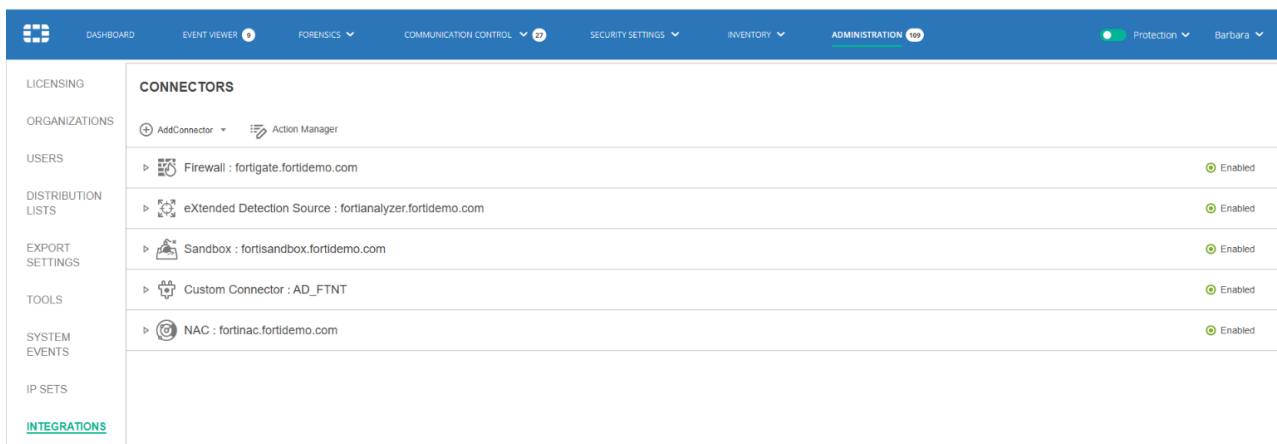 DASHBOARD EVENT VIEWER 9 FORENSICS COMMUNICATION CONTROL 27 SECURITY SETTINGS INVENTORY ADMINISTRATION 109 Protection Barbara
LICENSING
ORGANIZATIONS
USERS
DISTRIBUTION
LISTS
EXPORT
SETTINGS
TOOLS
SYSTEM
EVENTS
IP SETS
INTEGRATIONS
CONNECTORS
AddConnector Action Manager
Firewall : fortigate.fortidemo.com Enabled
eXtended Detection Source : fortianalyzer.fortidemo.com Enabled
Sandbox : fortisandbox.fortidemo.com Enabled
Custom Connector : AD_FTNT Enabled
NAC : fortinac.fortidemo.com Enabled